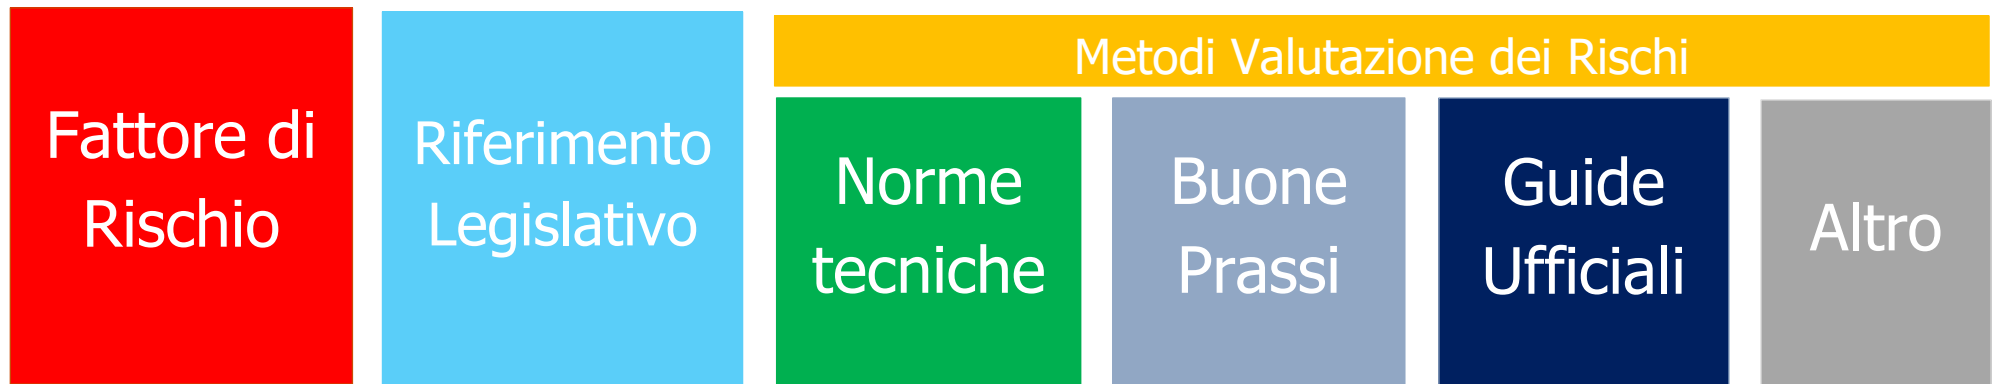 Fattore di
Rischio
Riferimento
Legislativo
Metodi Valutazione dei Rischi
Norme
tecniche
Buone
Prassi
Guide
Ufficiali
Altro